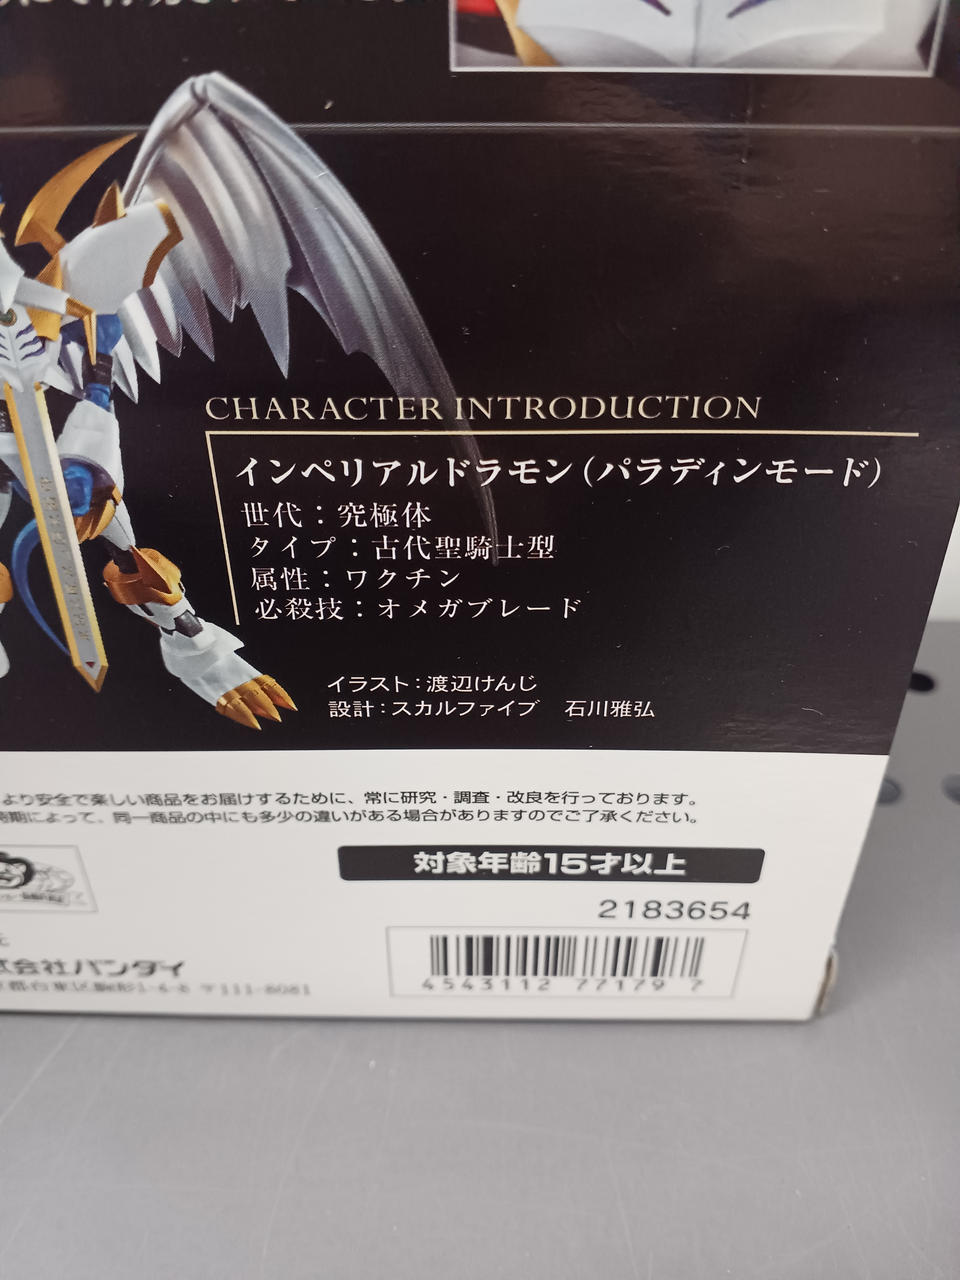 CHARACTER INTRODUCTION
インペリアルドラモン(パラディンモード)
世代:究極体
タイプ:古代聖騎士型
属性:ワクチン
必殺技:オメガブレード
イラスト:渡辺けんじ
設計:スカルファイブ 石川雅弘
より安全で楽しい商品をお届けするために、常に研究・調査・改良を行っております。
時期によって、同一商品の中にも多少の違いがある場合がありますのでご了承ください。
対象年齢15才以上
2183654
式会社バンダイ
4543112 77179 7